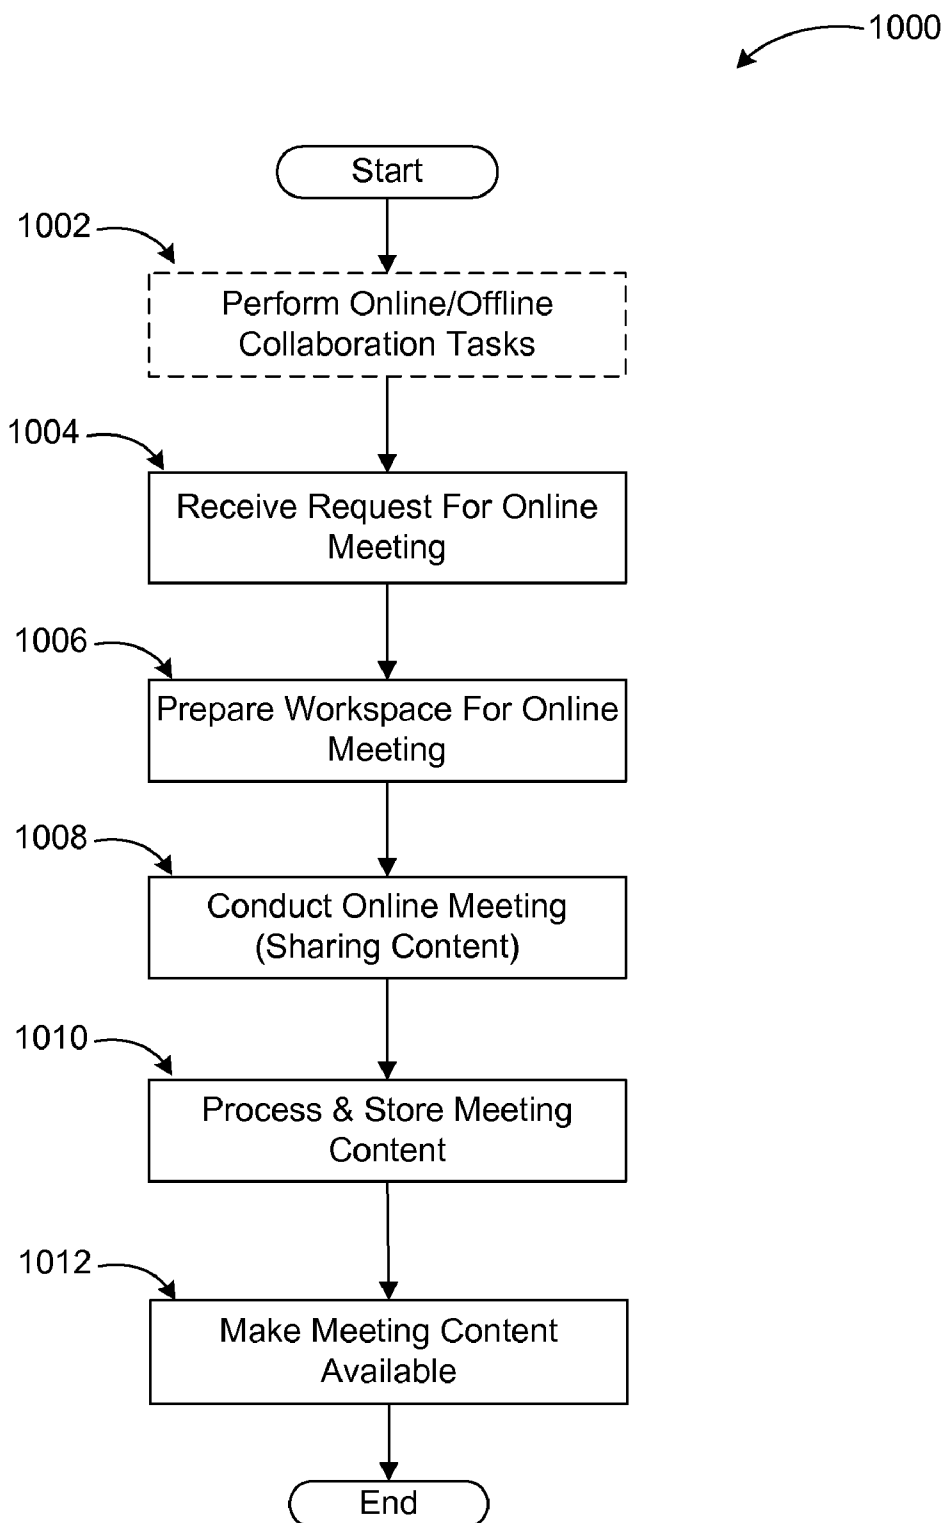 1000
Start
1002
Perform Online/Offline
Collaboration Tasks
1004
Receive Request For Online
Meeting
1006
Prepare Workspace For Online
Meeting
1008
Conduct Online Meeting
(Sharing Content)
1010
Process & Store Meeting
Content
1012
Make Meeting Content
Available
End